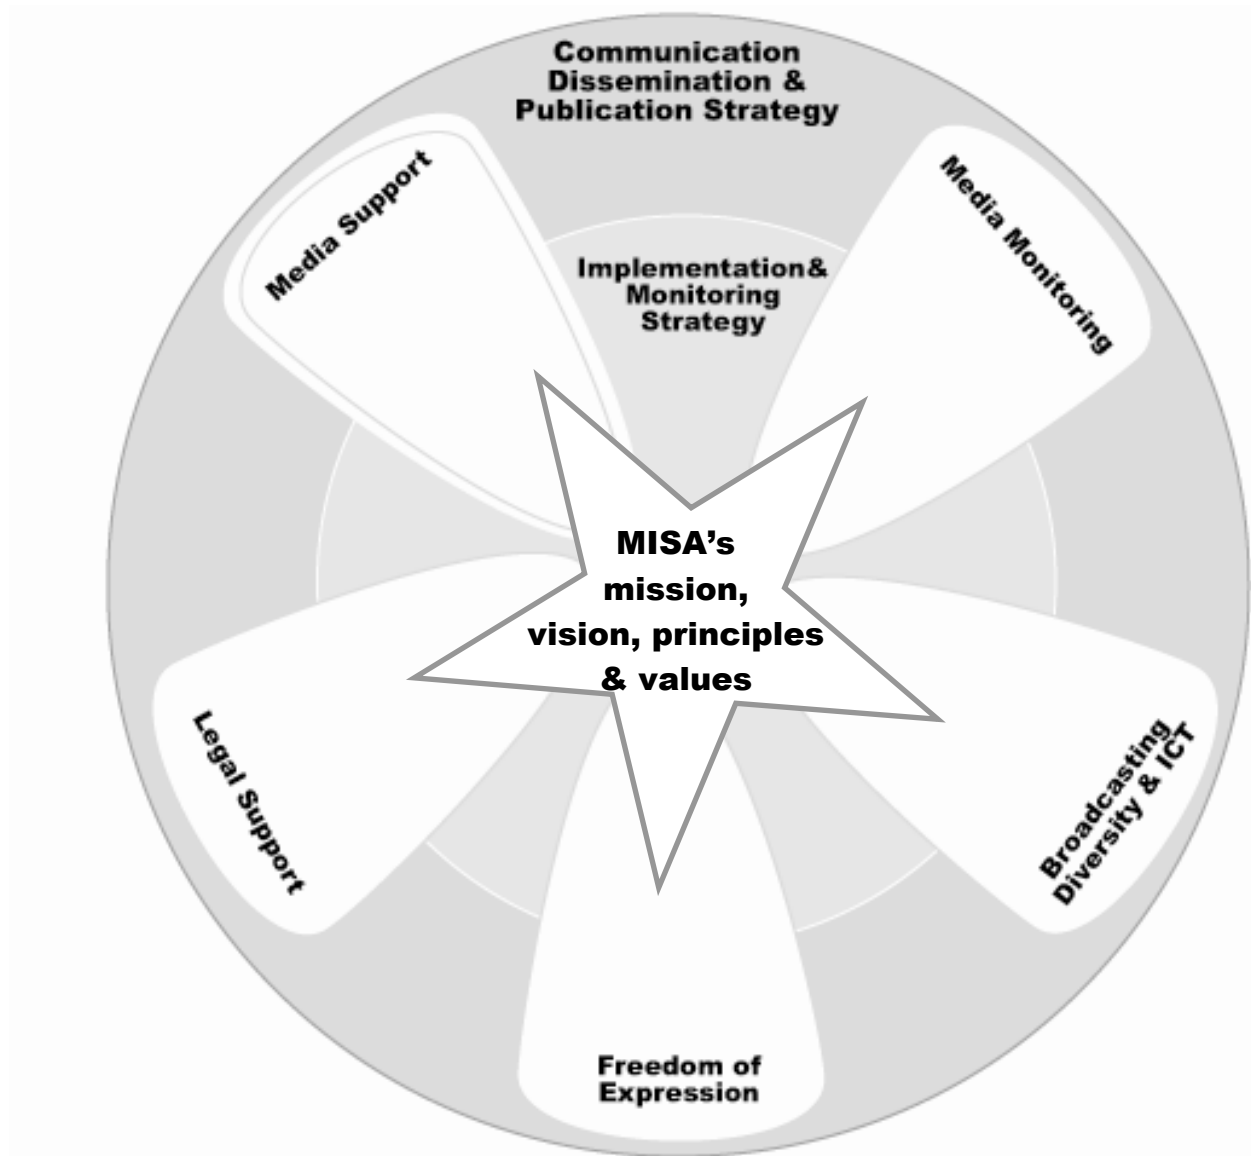 Communication
Dissemination &
Publication Strategy
Media Support
Media Monitoring
Implementation&
Monitoring
Strategy
MISA’s
mission,
vision, principles
& values
Legal Support
Broadcasting
Diversity & ICT
Freedom of
Expression